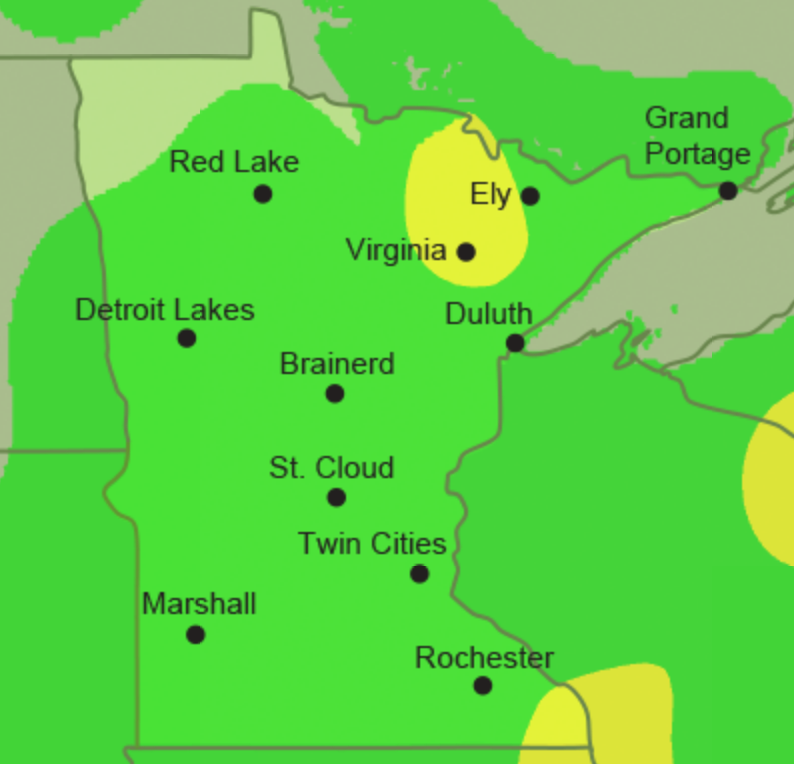 Grand
Portage
Red Lake
Ely
Virginia
Detroit Lakes
Duluth
Brainerd
St. Cloud
Twin Cities
Marshall
Rochester